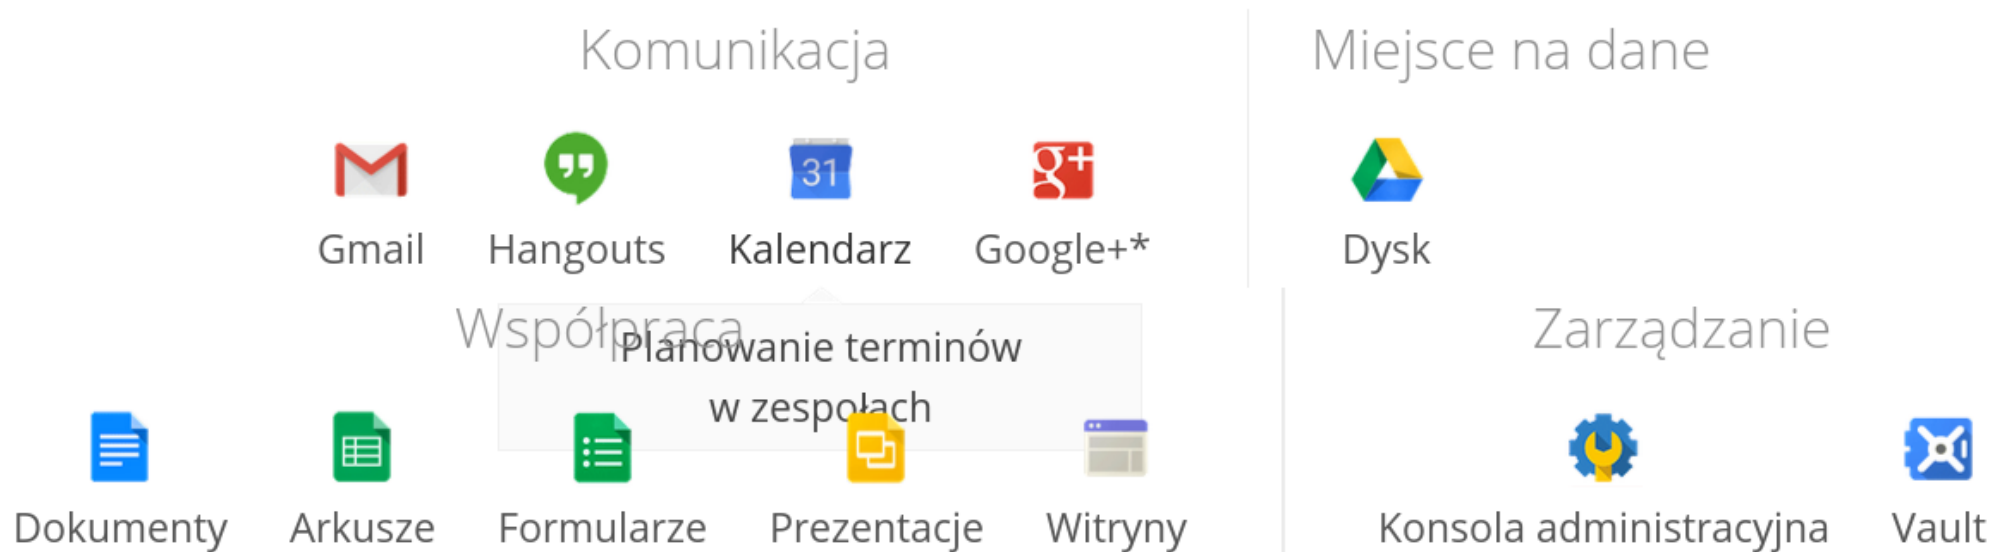 Komunikacja
Miejsce na dane
31
g+
Gmail
Hangouts
Kalendarz
Google+*
Dysk
Współpraca
Planowanie terminów
w zespołach
Zarządzanie
Dokumenty
Arkusze
Formularze
Prezentacje
Witryny
Konsola administracyjna
Vault